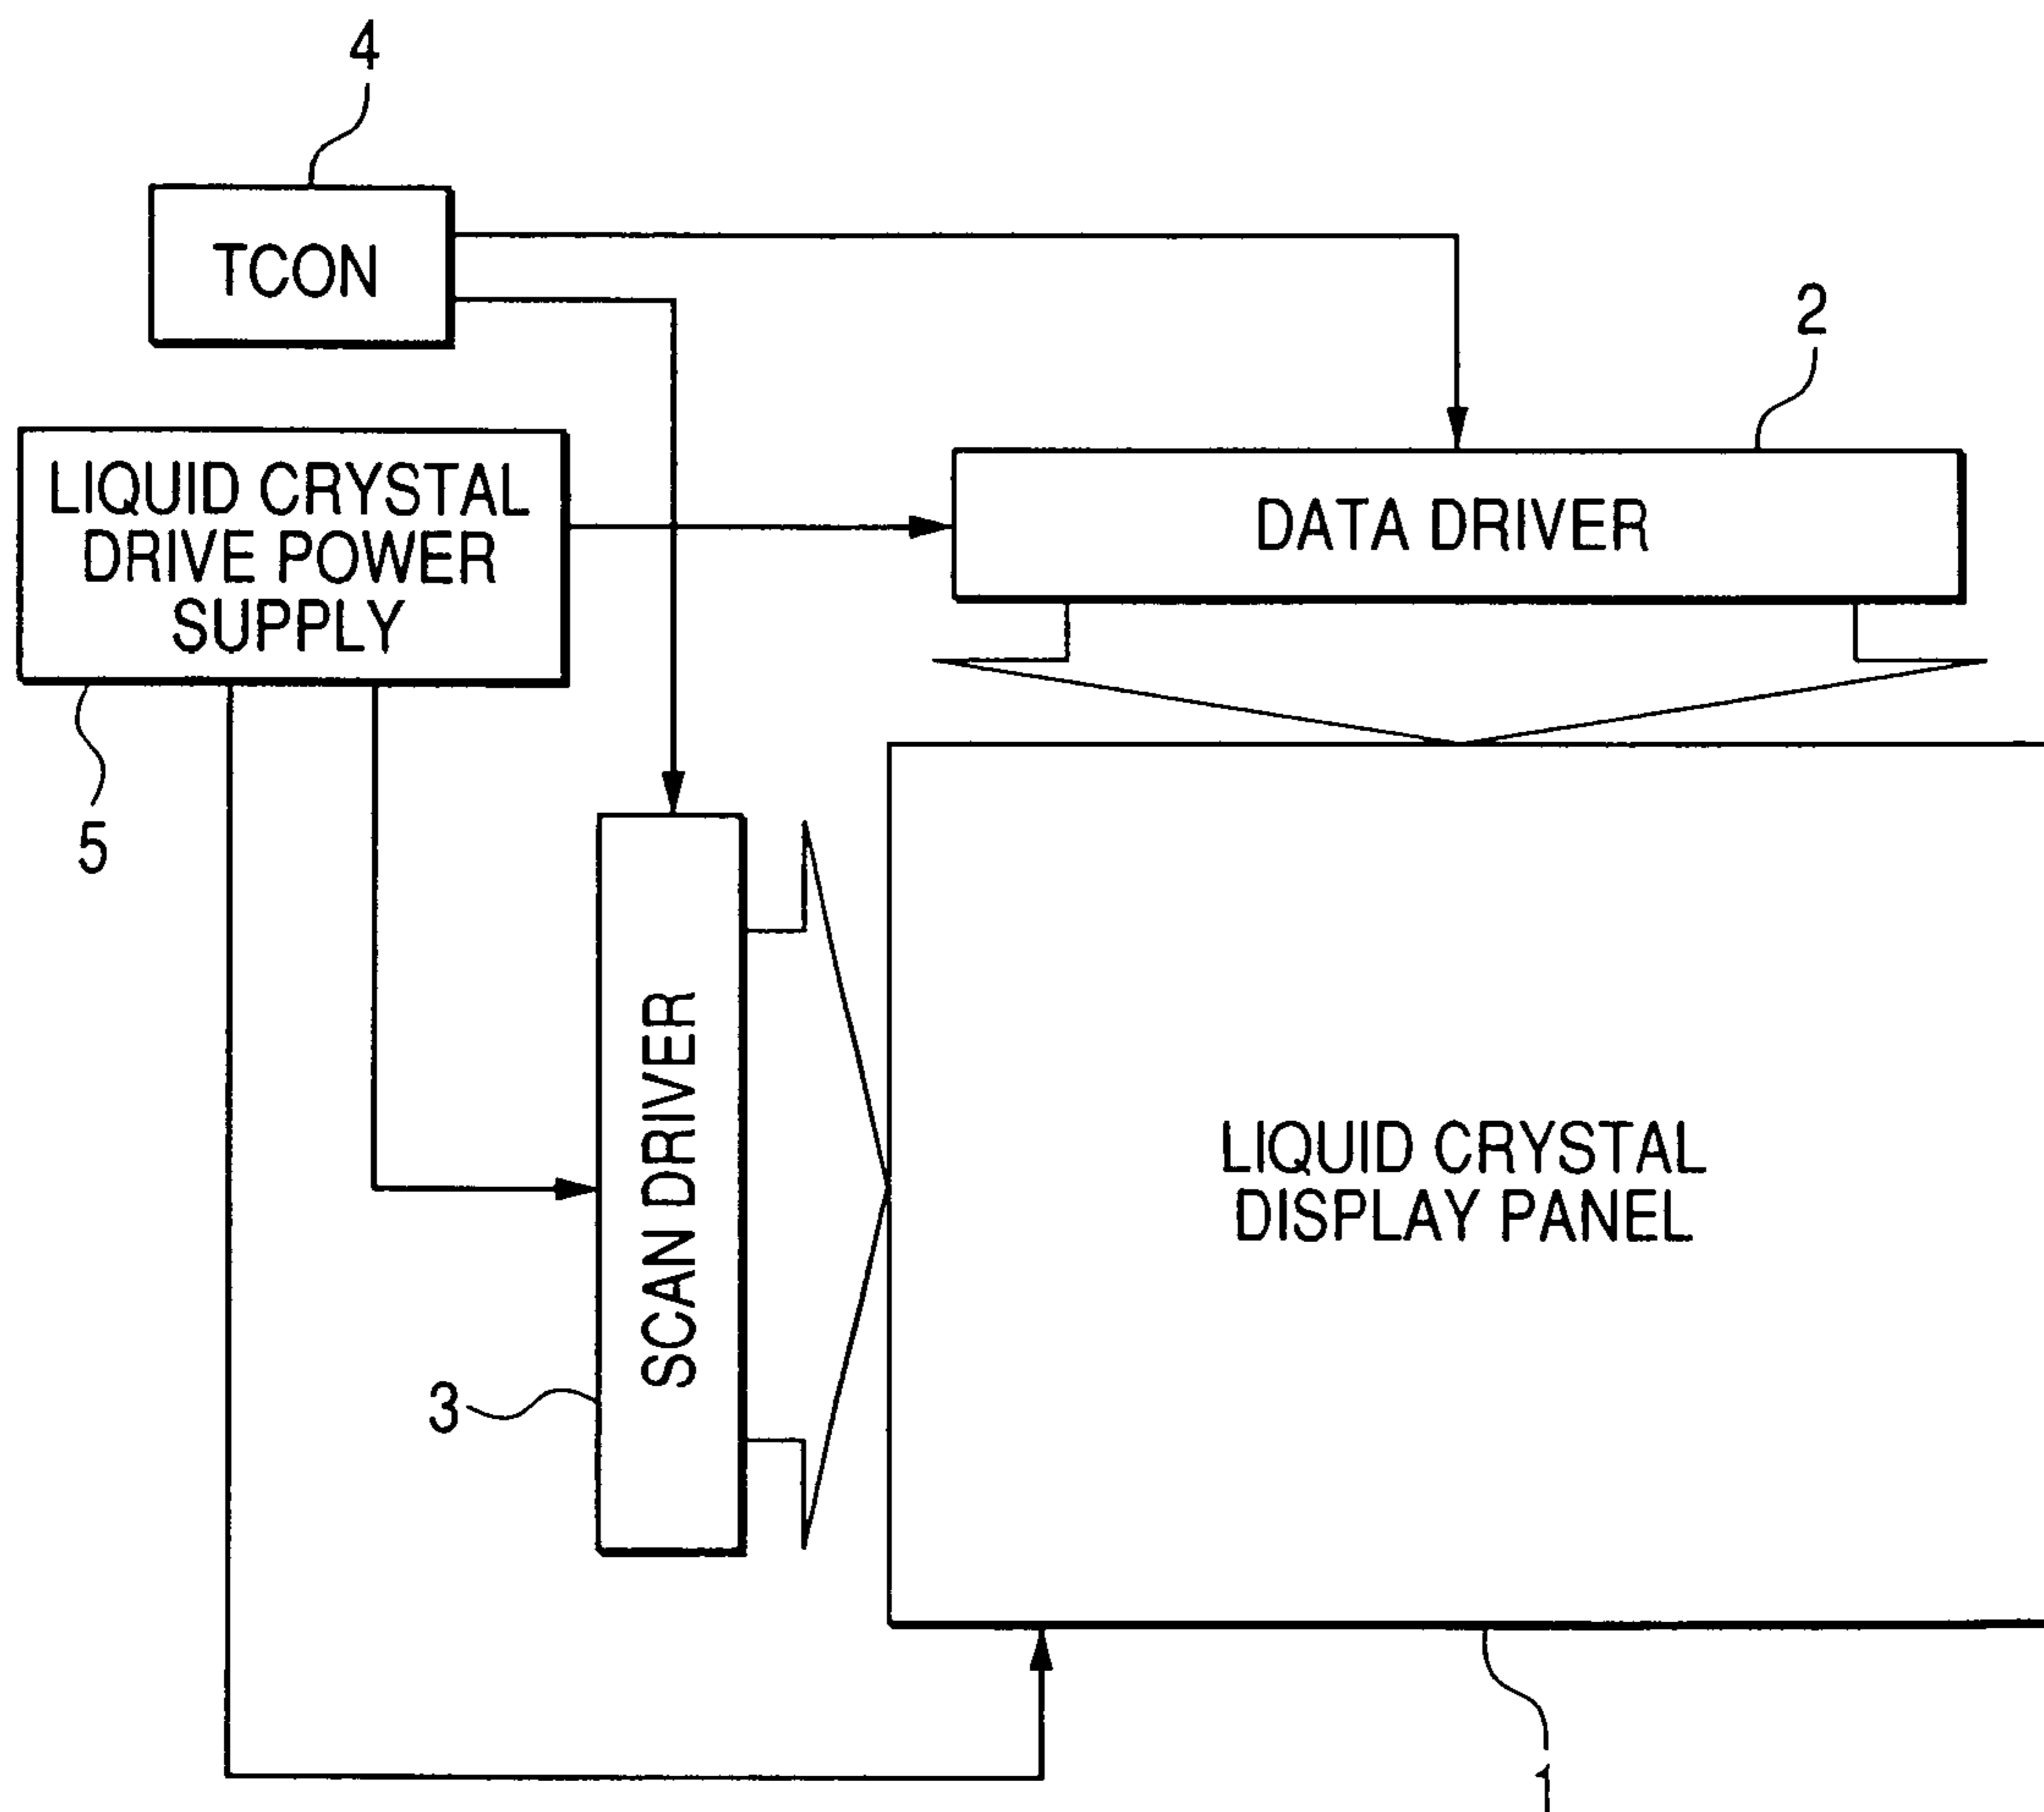 4
TCON
2
LIQUID CRYSTAL
DRIVE POWER
SUPPLY
DATA DRIVER
5
SCAN DRIVER
LIQUID CRYSTAL
DISPLAY PANEL
3
1